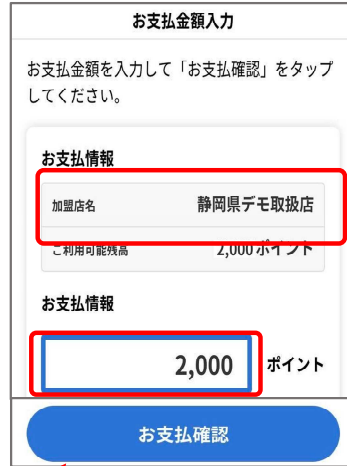 お支払金額入力
お支払金額を入力して「お支払確認」をタップ
してください。
お支払情報
加盟店名 静岡県デモ取扱店
ご利用可能残高 2,000 ポイント
お支払情報
2,000 ポイント
お支払確認